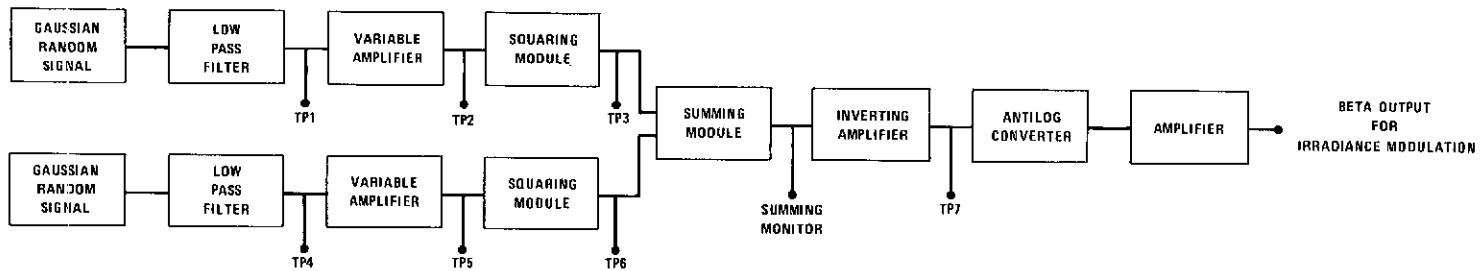 GAUSSIAN
RANDOM
SIGNAL
LOW
PASS
FILTER
VARIABLE
AMPLIFIER
SQUARING
MODULE
TP1
TP2
TP3
SUMMING
MODULE
INVERTING
AMPLIFIER
ANTILOG
CONVERTER
AMPLIFIER
BETA OUTPUT
FOR
IRRADIANCE MODULATION
GAUSSIAN
RANDOM
SIGNAL
LOW
PASS
FILTER
VARIABLE
AMPLIFIER
SQUARING
MODULE
SUMMING
MONITOR
TP7
TP4
TP5
TP6